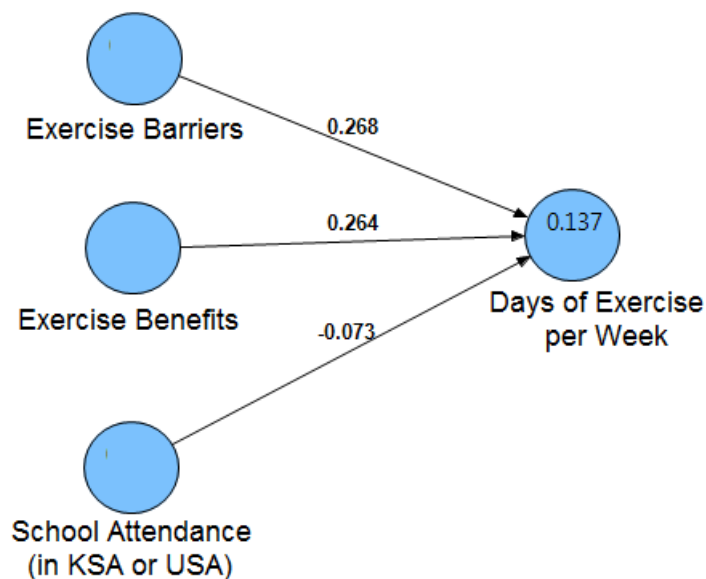 Exercise Barriers
0.268
0.264
0.137
Exercise Benefits
Days of Exercise
per Week
-0.073
School Attendance
(in KSA or USA)